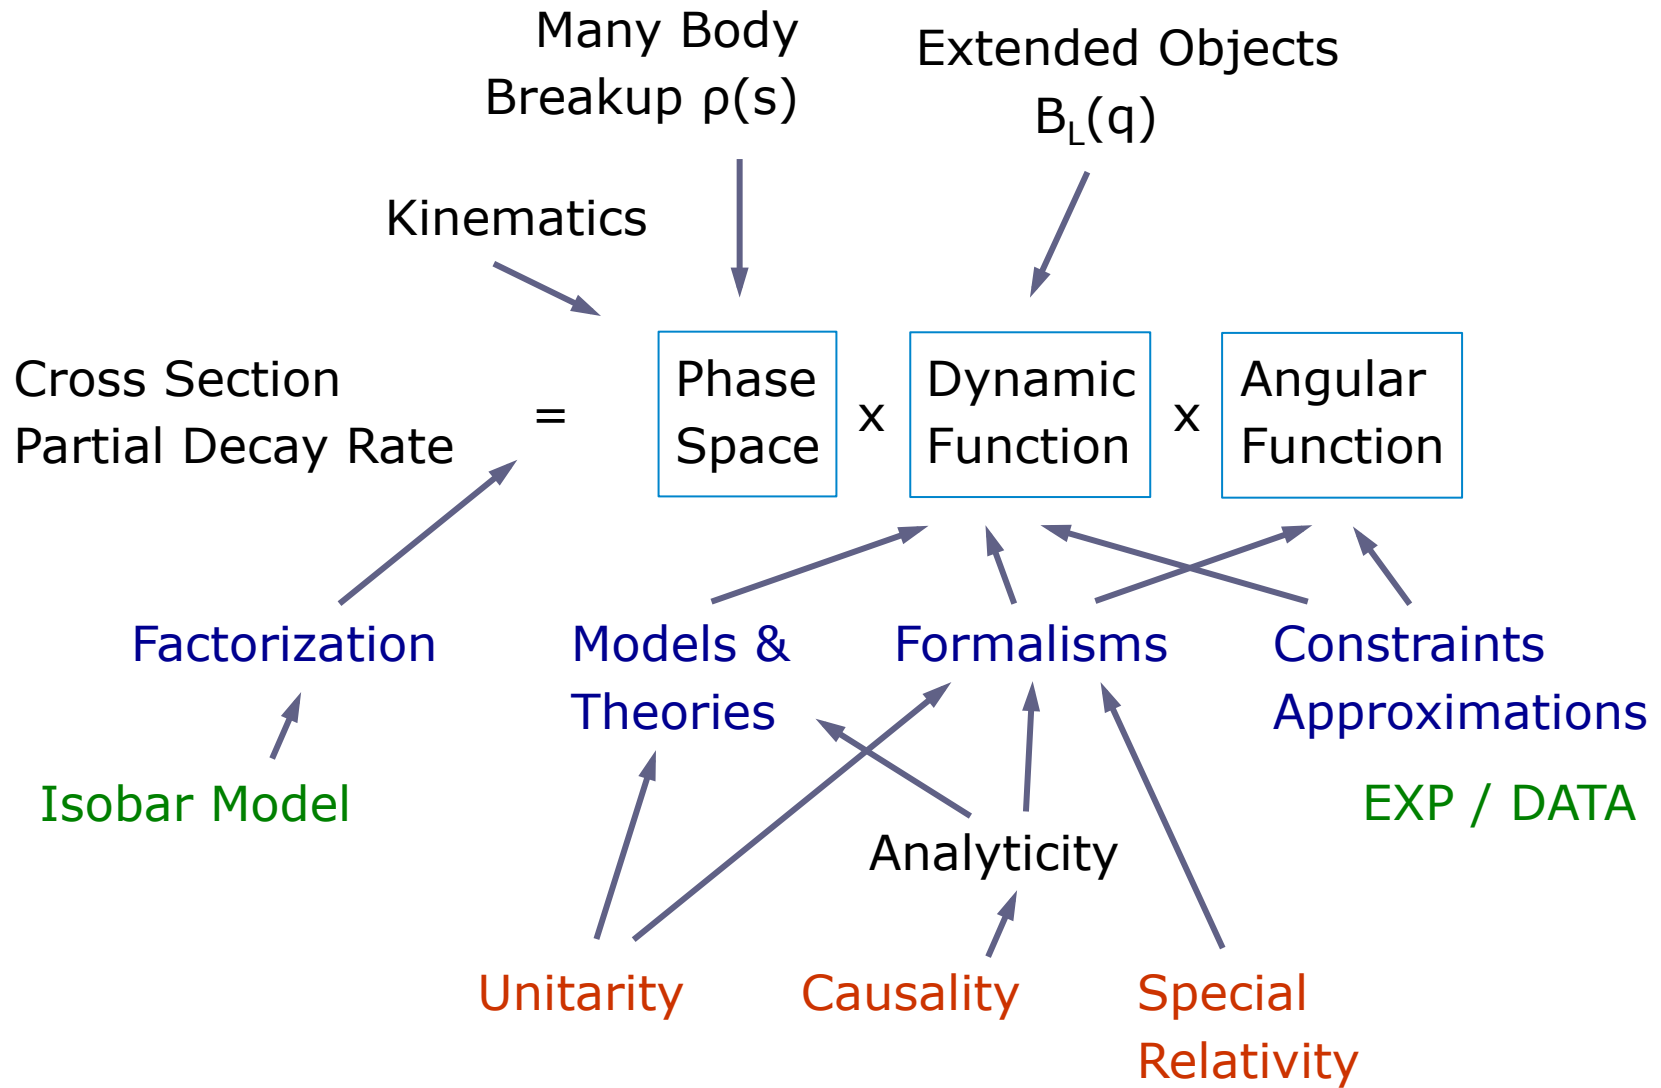 Many Body
Breakup ρ(s)
Extended Objects
B_L(q)
Kinematics
Cross Section
Partial Decay Rate
=
Phase
Space
x
Dynamic
Function
x
Angular
Function
Factorization
Models &
Theories
Formalisms
Constraints
Approximations
Isobar Model
EXP / DATA
Analyticity
Unitarity
Causality
Special
Relativity